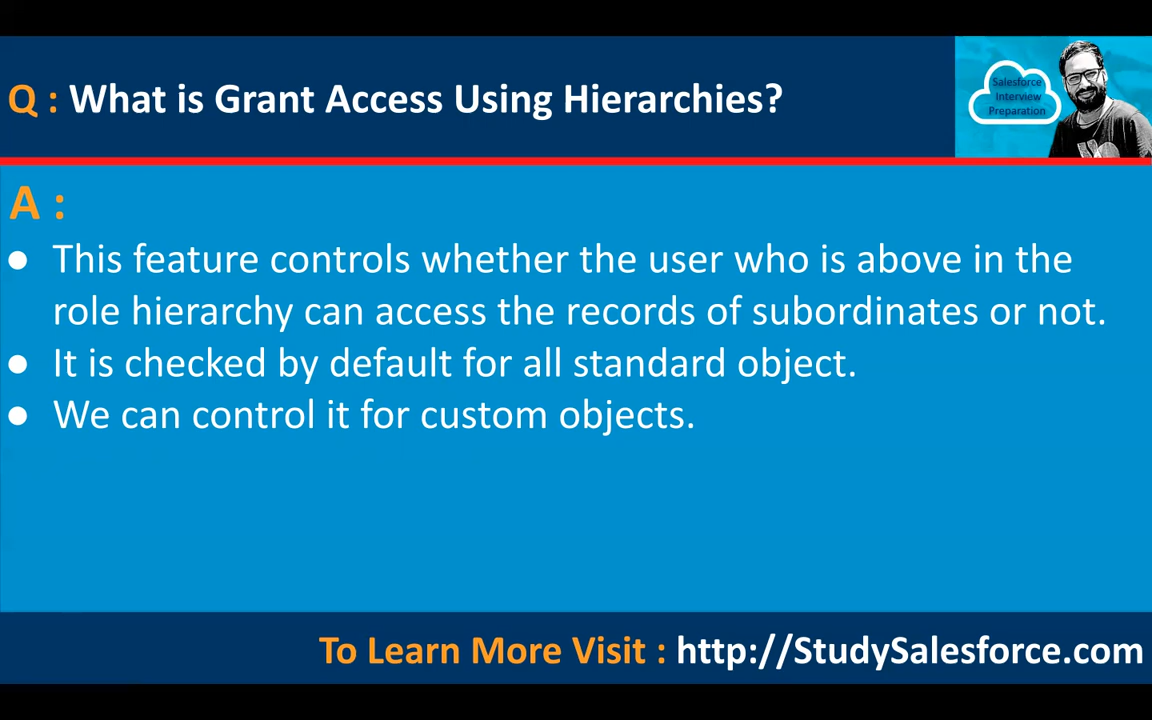 Q : What is Grant Access Using Hierarchies?
Salesforce
Interview
Preparation
A :
● This feature controls whether the user who is above in the
role hierarchy can access the records of subordinates or not.
● It is checked by default for all standard object.
● We can control it for custom objects.
To Learn More Visit : http://StudySalesforce.com